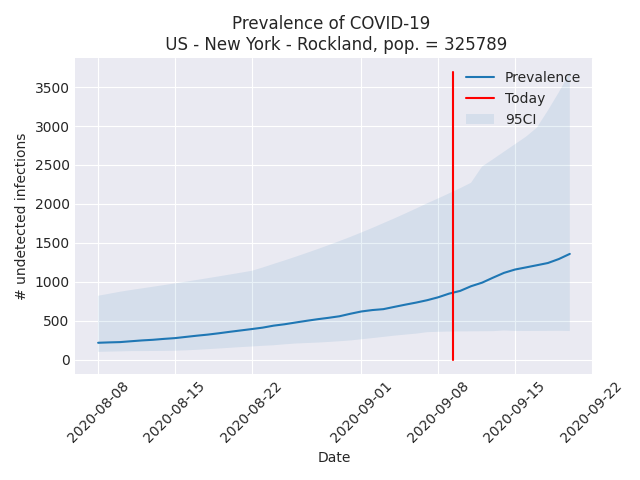 Prevalence of COVID-19
US - New York - Rockland, pop. = 325789
Prevalence
Today
95CI
3500
3000
2500
2000
1500
1000
500
0
# undetected infections
2020-08-08
2020-08-15
2020-08-22
2020-09-01
2020-09-08
2020-09-15
2020-09-22
Date